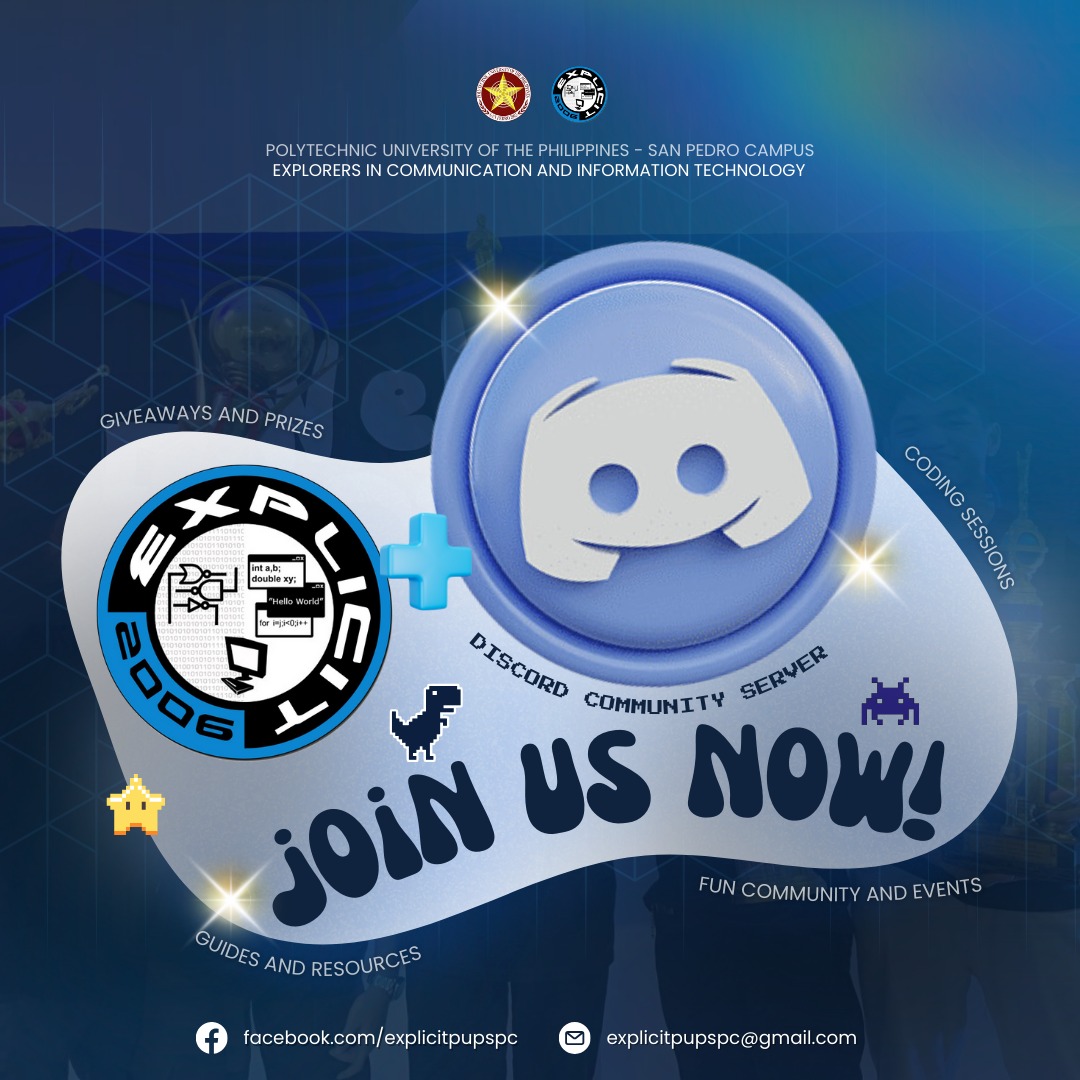 EXPLICIT
2006
POLYTECHNIC UNIVERSITY OF THE PHILIPPINES - SAN PEDRO CAMPUS
EXPLORERS IN COMMUNICATION AND INFORMATION TECHNOLOGY
GIVEAWAYS AND PRIZES
CODING SESSIONS
EXPLICIT
2006
int a,b;
double xy;
"Hello World"
for i=j;i<0;i++
DISCORD COMMUNITY SERVER
JOIN US NOW!
FUN COMMUNITY AND EVENTS
GUIDES AND RESOURCES
facebook.com/explicitpupspc
explicitpupspc@gmail.com